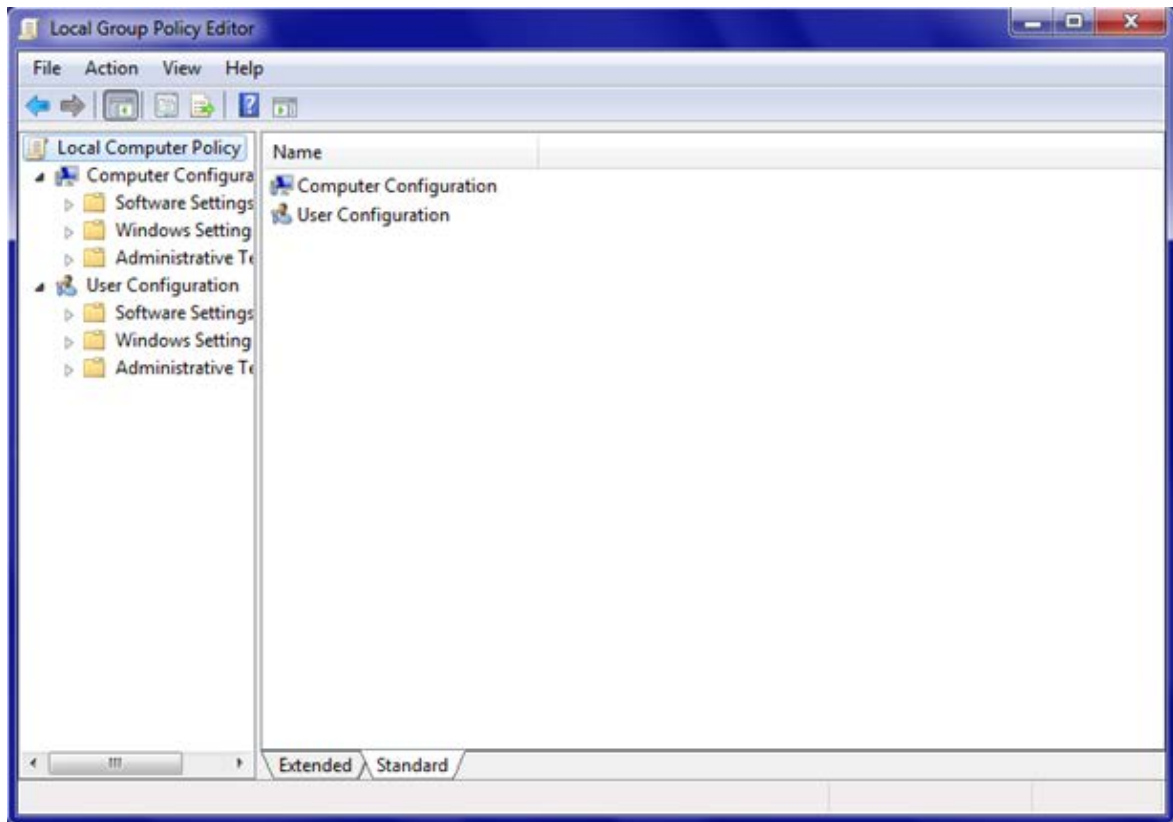 Local Group Policy Editor
File Action View Help
Local Computer Policy
Computer Configura
Software Settings
Windows Setting
Administrative Te
User Configuration
Software Settings
Windows Setting
Administrative Te
Name
Computer Configuration
User Configuration
Extended Standard